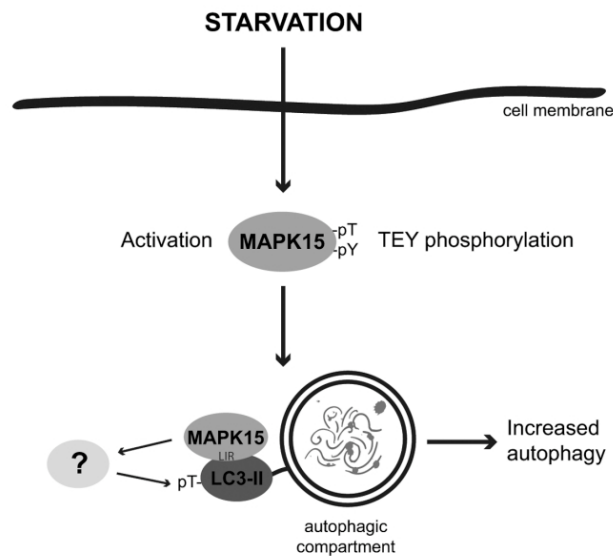 STARVATION
cell membrane
Activation
MAPK15
-pT
-pY
TEY phosphorylation
MAPK15
LIR
?
pT-
LC3-II
Increased
autophagy
autophagic
compartment